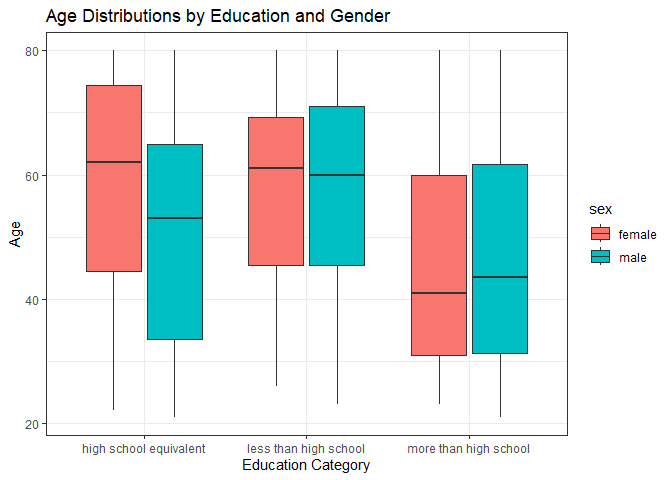 Age Distributions by Education and Gender
80
60
40
20
Age
high school equivalent
less than high school
more than high school
Education Category
sex
female
male